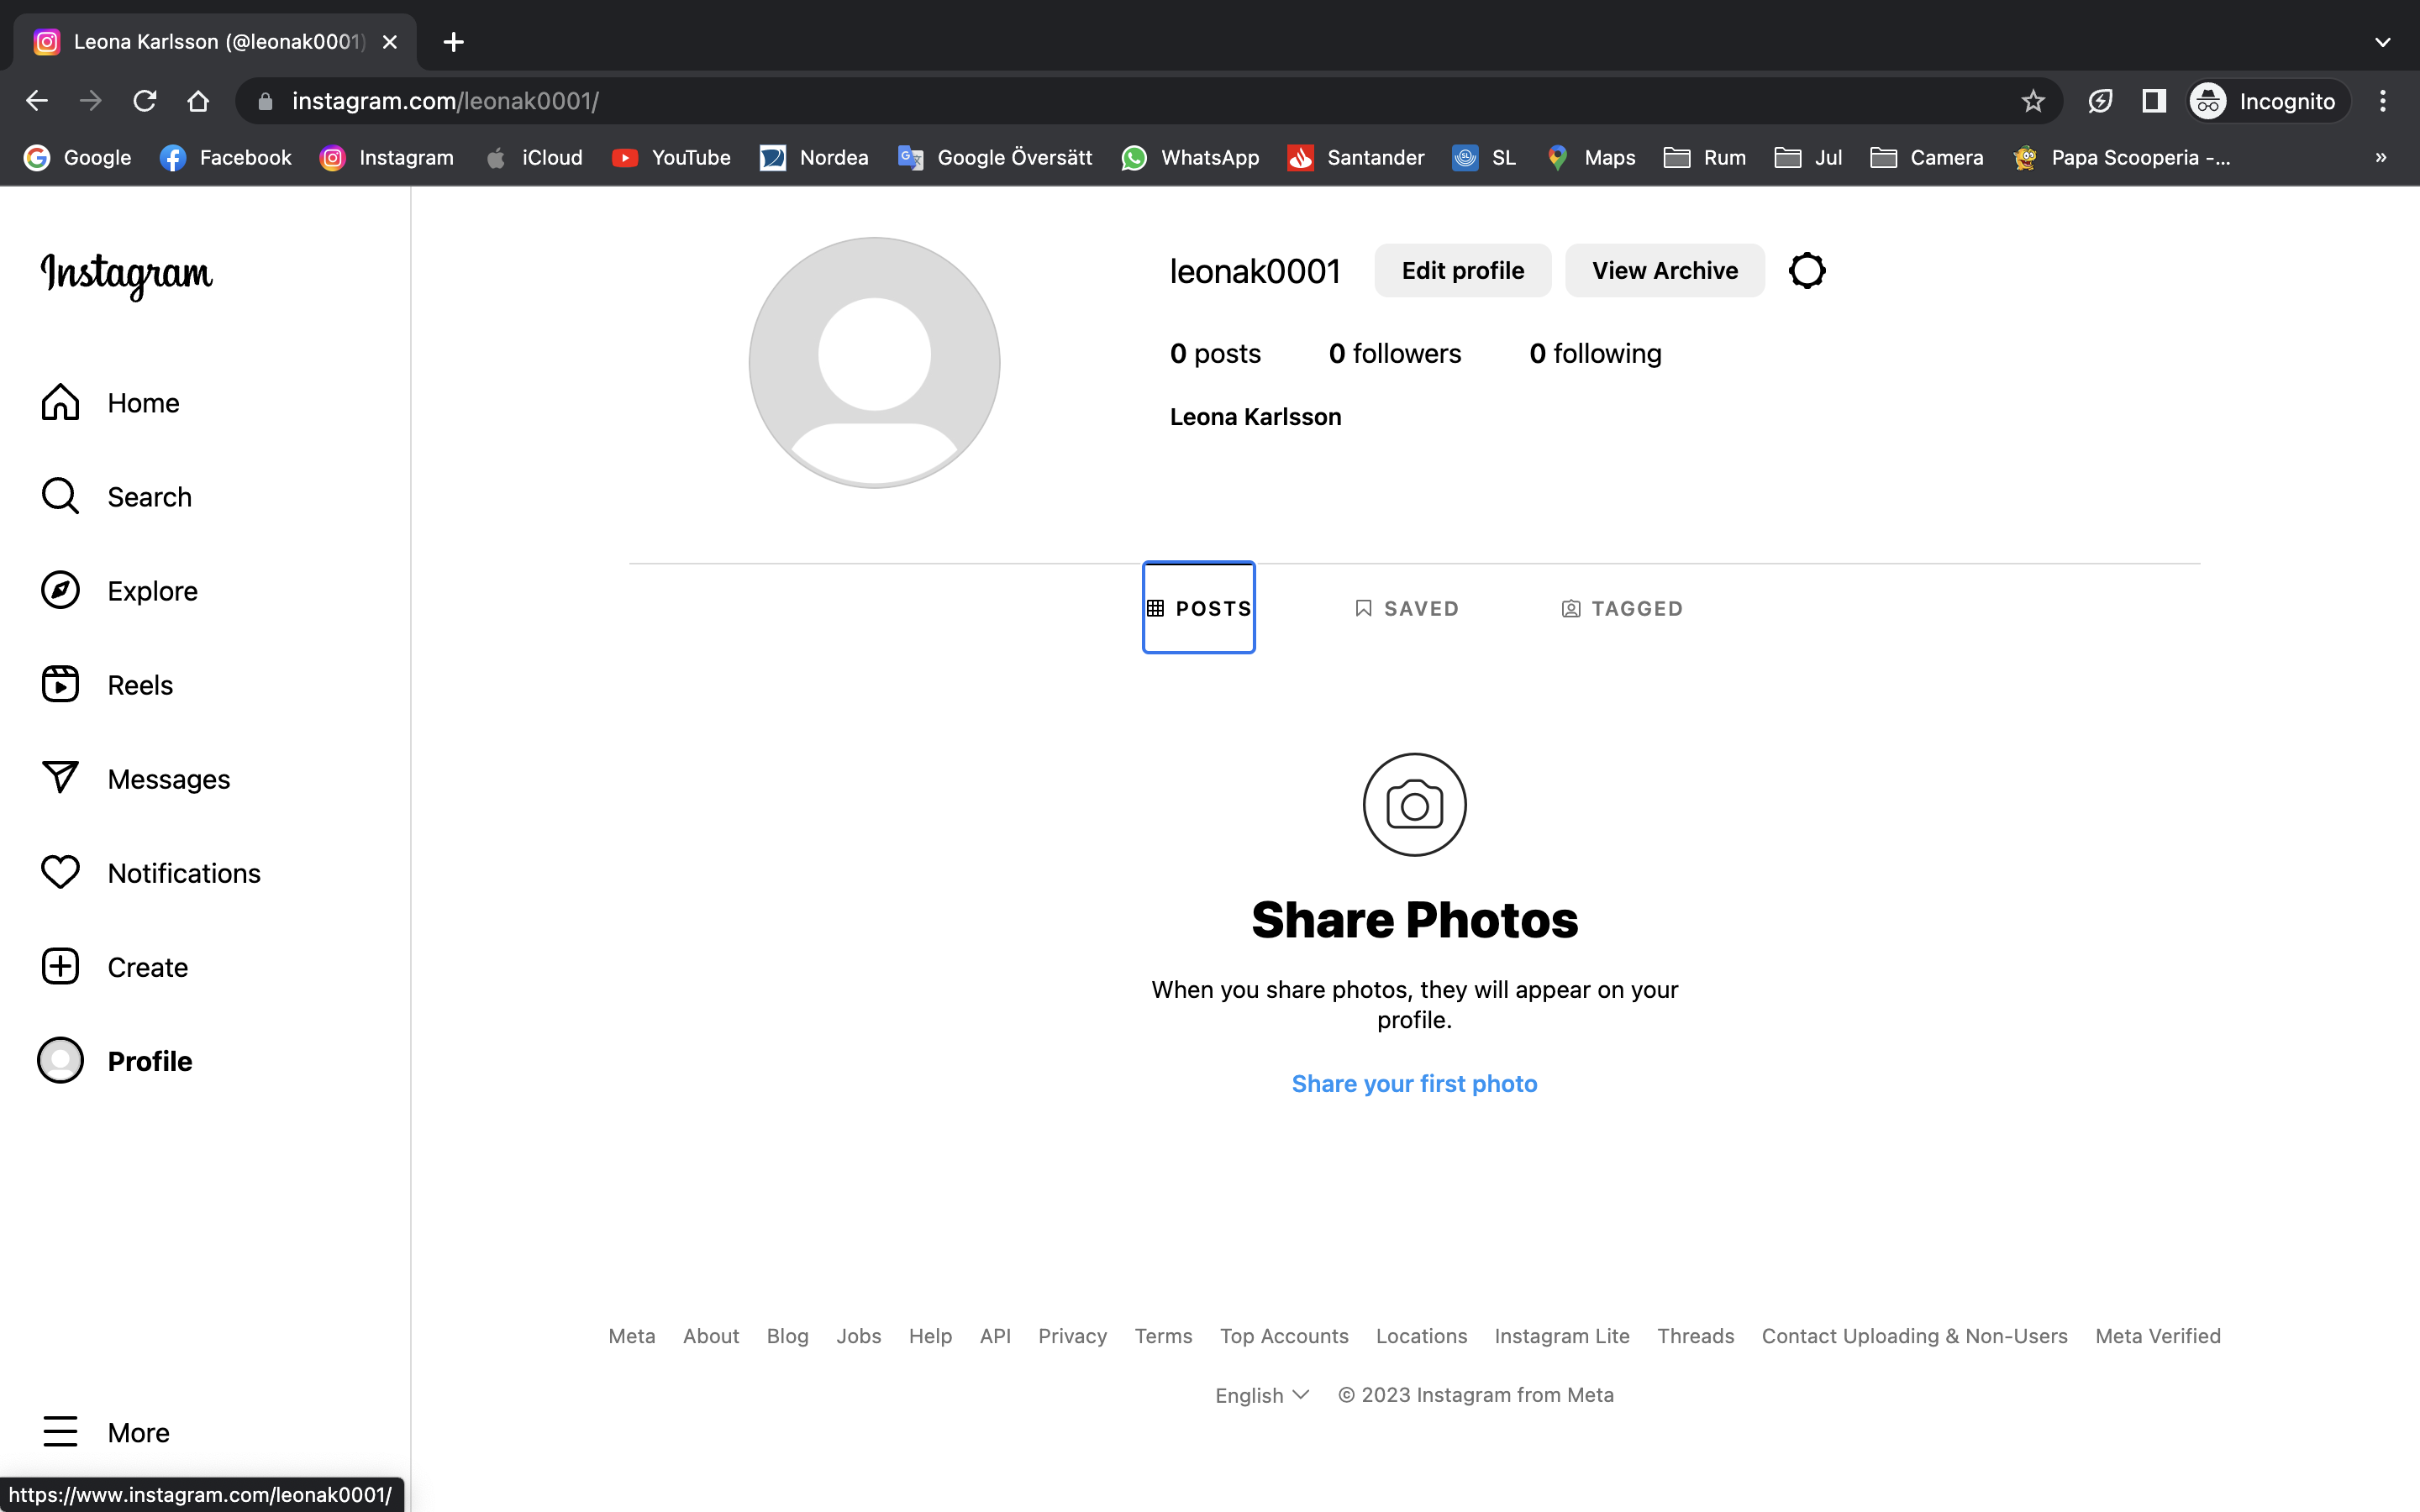 Leona Karlsson (@leonak0001)
instagram.com/leonak0001/
Incognito
Google Facebook Instagram iCloud YouTube Nordea Google Översätt WhatsApp Santander SL Maps Rum Jul Camera Papa Scooperia -... »
Instagram
Home
Search
Explore
Reels
Messages
Notifications
Create
Profile
More
leonak0001 Edit profile View Archive
0 posts 0 followers 0 following
Leona Karlsson
POSTS SAVED TAGGED
Share Photos
When you share photos, they will appear on your
profile.
Share your first photo
Meta About Blog Jobs Help API Privacy Terms Top Accounts Locations Instagram Lite Threads Contact Uploading & Non-Users Meta Verified
English © 2023 Instagram from Meta
https://www.instagram.com/leonak0001/